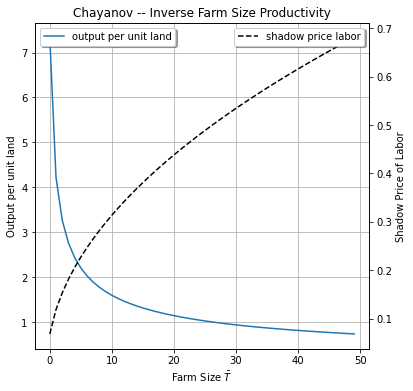 Chayanov -- Inverse Farm Size Productivity
output per unit land
shadow price labor
Output per unit land
7
6
5
4
3
2
1
0.7
0.6
0.5
0.4
0.3
0.2
0.1
Shadow Price of Labor
0 10 20 30 40 50
Farm Size T̄